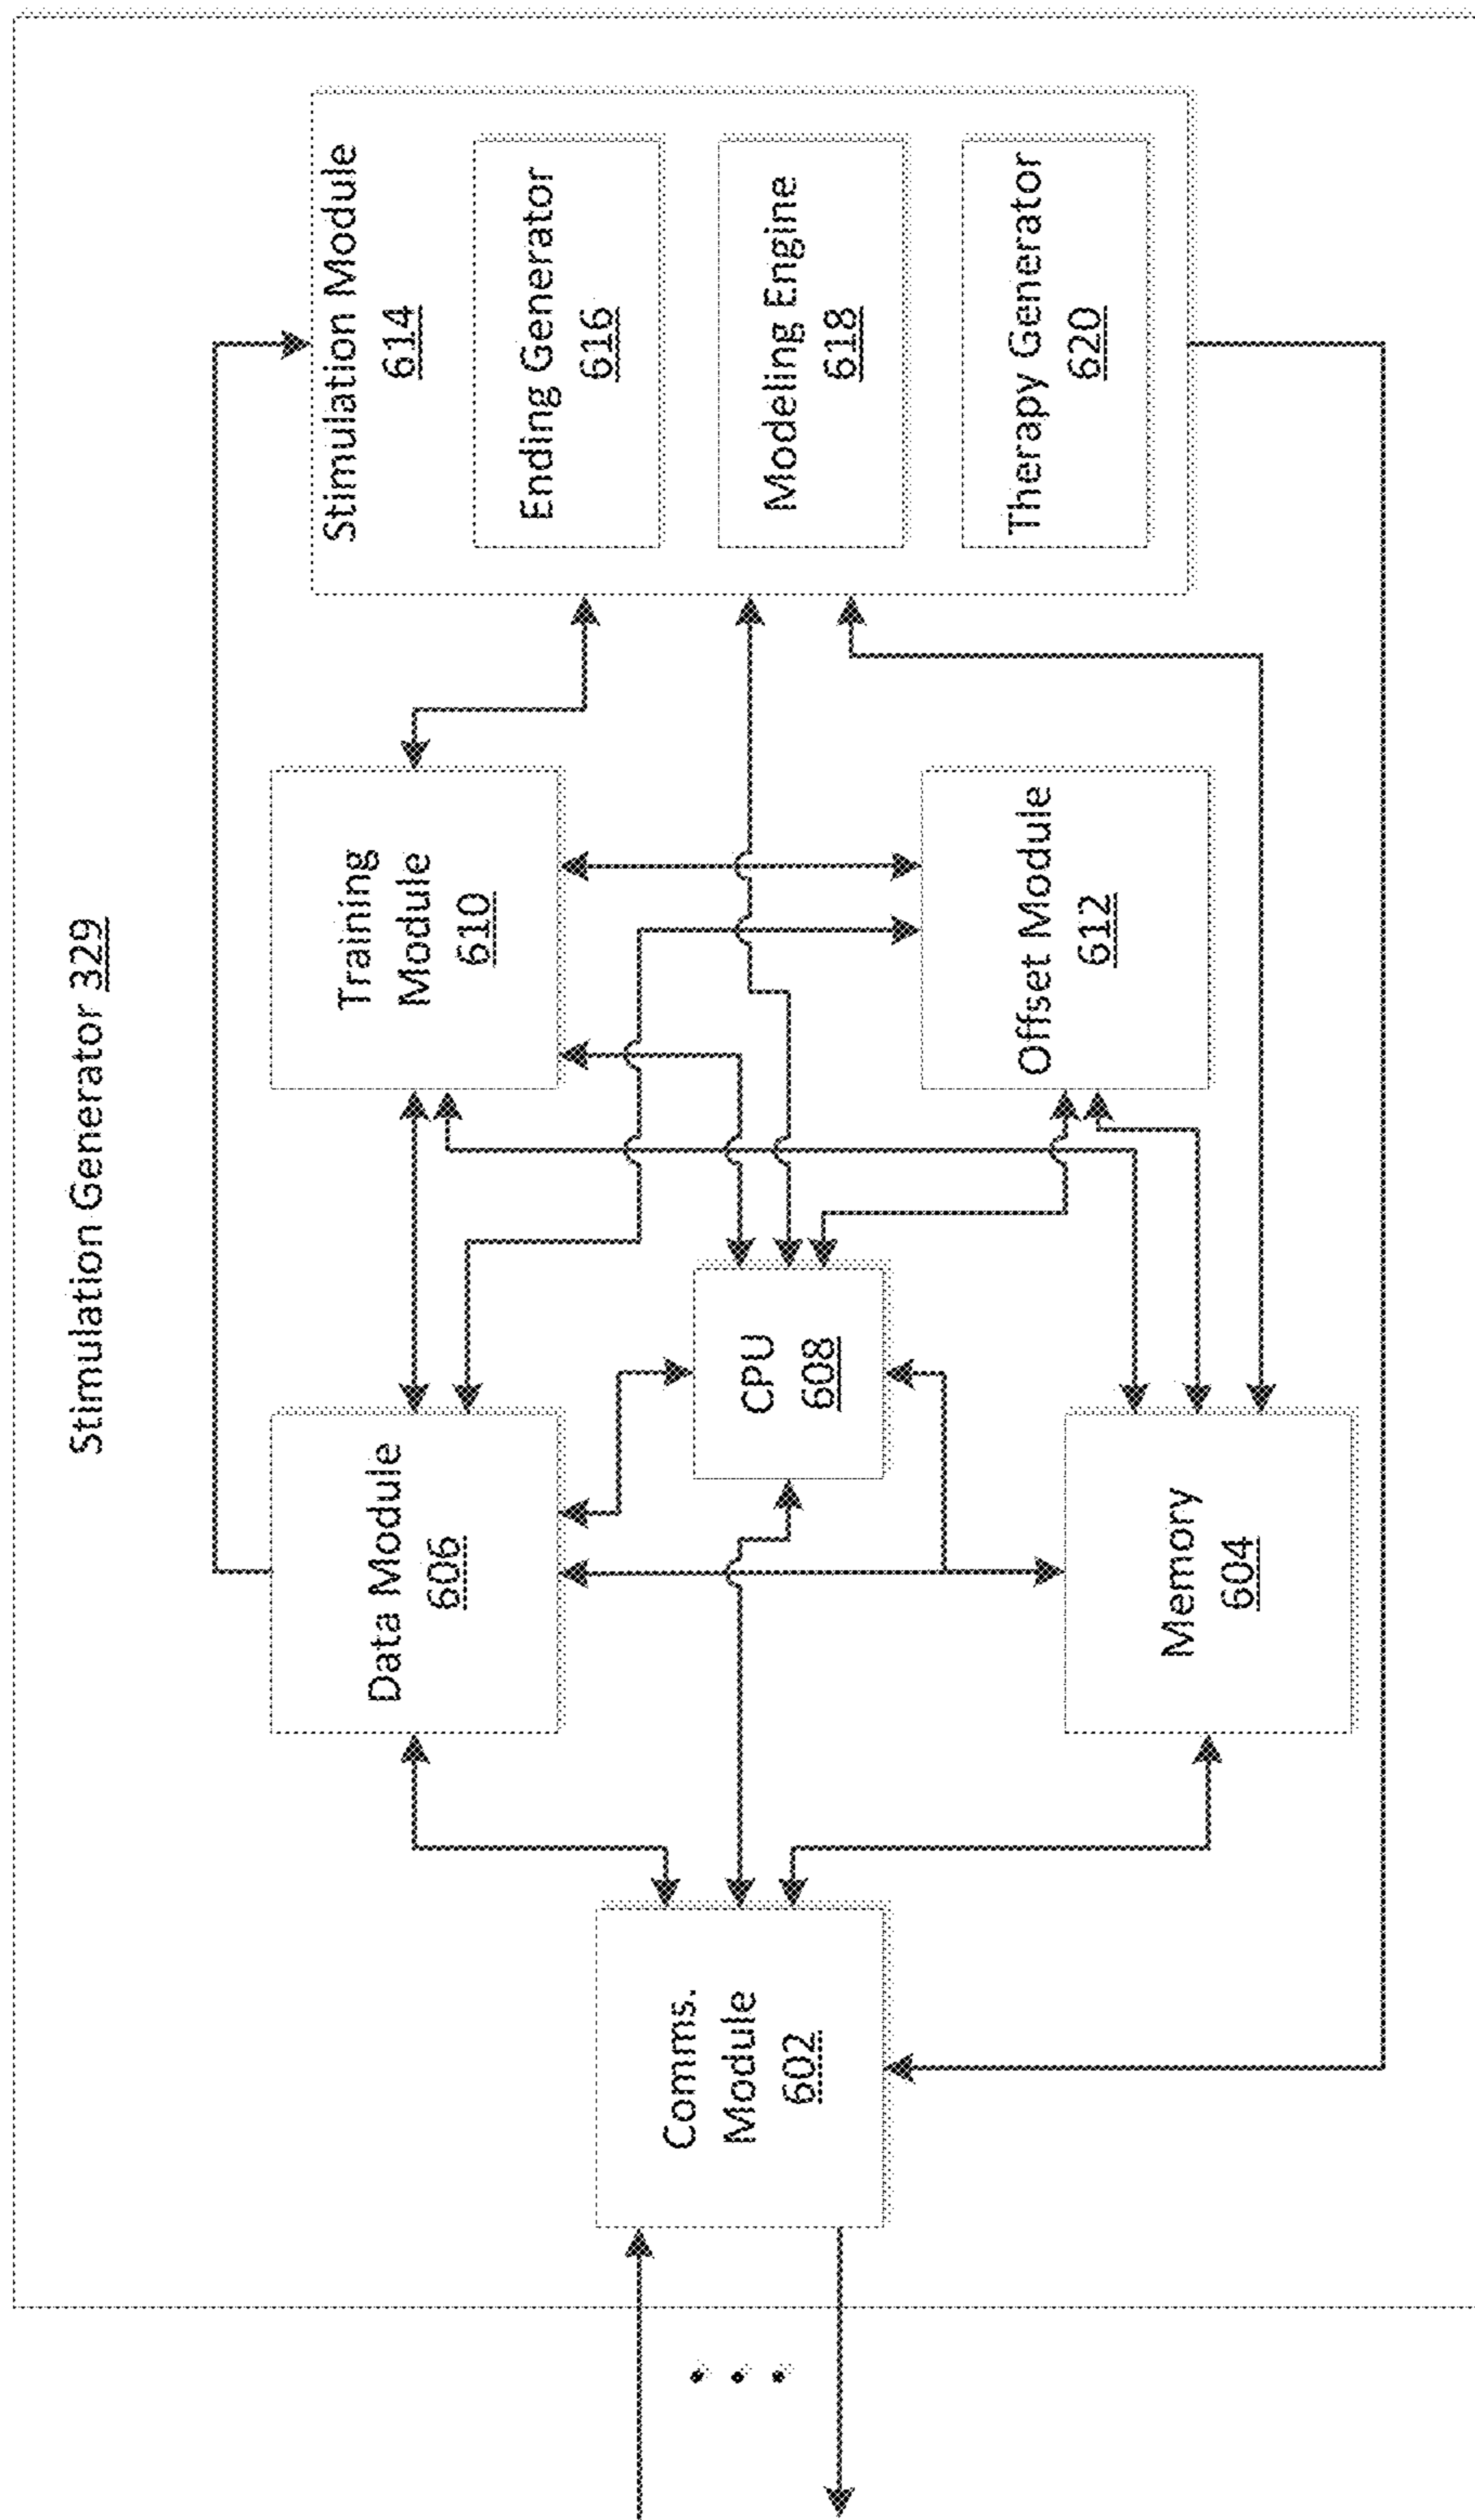 Stimulation Generator 329
Comms.
Module
602
Data Module
606
CPU
608
Memory
604
Training
Module
610
Offset Module
612
Stimulation Module
614
Ending Generator
616
Modeling Engine
618
Therapy Generator
620